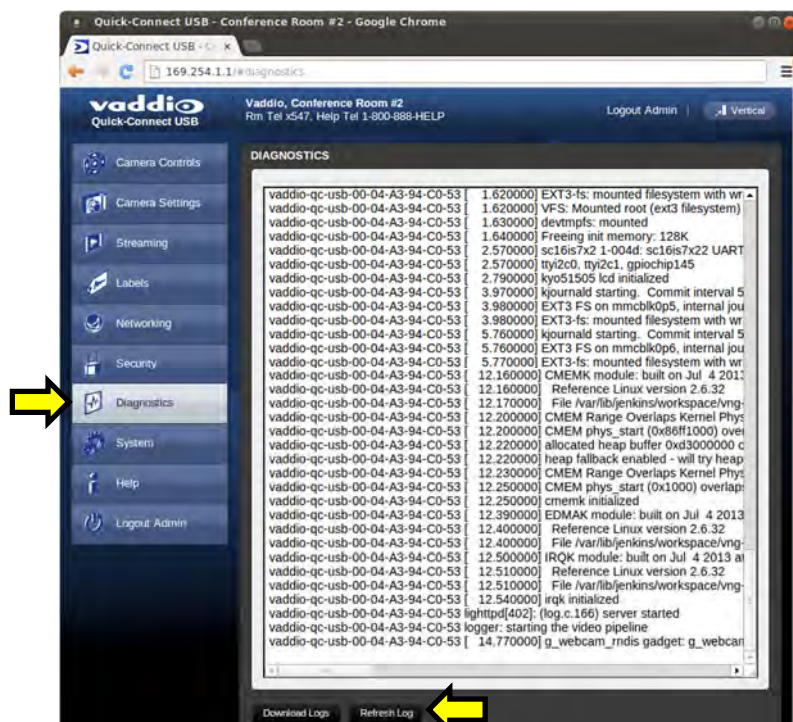 Quick-Connect USB - Conference Room #2 - Google Chrome
Quick-Connect USB -
169.254.1.1/#diagnostics
vaddio
Quick-Connect USB
Vaddio, Conference Room #2
Rm Tel x547, Help Tel 1-800-888-HELP
Logout Admin
Vertical
Camera Controls
Camera Settings
Streaming
Labels
Networking
Security
Diagnostics
System
Help
Logout Admin
DIAGNOSTICS
vaddio-qc-usb-00-04-A3-94-C0-53 [ 1.620000] EXT3-fs: mounted filesystem with wr
vaddio-qc-usb-00-04-A3-94-C0-53 [ 1.620000] VFS: Mounted root (ext3 filesystem)
vaddio-qc-usb-00-04-A3-94-C0-53 [ 1.630000] devtmpfs: mounted
vaddio-qc-usb-00-04-A3-94-C0-53 [ 1.640000] Freeing init memory: 128K
vaddio-qc-usb-00-04-A3-94-C0-53 [ 2.570000] sc16is7x2 1-004d: sc16is7x22 UART
vaddio-qc-usb-00-04-A3-94-C0-53 [ 2.570000] ttyi2c0, ttyi2c1, gpiochip145
vaddio-qc-usb-00-04-A3-94-C0-53 [ 2.790000] kyo51505 lcd initialized
vaddio-qc-usb-00-04-A3-94-C0-53 [ 3.970000] kjournald starting. Commit interval 5
vaddio-qc-usb-00-04-A3-94-C0-53 [ 3.980000] EXT3 FS on mmcblk0p5, internal jou
vaddio-qc-usb-00-04-A3-94-C0-53 [ 3.980000] EXT3-fs: mounted filesystem with wr
vaddio-qc-usb-00-04-A3-94-C0-53 [ 5.760000] kjournald starting. Commit interval 5
vaddio-qc-usb-00-04-A3-94-C0-53 [ 5.760000] EXT3 FS on mmcblk0p6, internal jou
vaddio-qc-usb-00-04-A3-94-C0-53 [ 5.770000] EXT3-fs: mounted filesystem with wr
vaddio-qc-usb-00-04-A3-94-C0-53 [ 12.160000] CMEMK module: built on Jul 4 2013
vaddio-qc-usb-00-04-A3-94-C0-53 [ 12.160000] Reference Linux version 2.6.32
vaddio-qc-usb-00-04-A3-94-C0-53 [ 12.170000] File /var/lib/jenkins/workspace/vng-
vaddio-qc-usb-00-04-A3-94-C0-53 [ 12.200000] CMEM Range Overlaps Kernel Phys
vaddio-qc-usb-00-04-A3-94-C0-53 [ 12.200000] CMEM phys_start (0x86ff1000) over
vaddio-qc-usb-00-04-A3-94-C0-53 [ 12.220000] allocated heap buffer 0xd3000000 o
vaddio-qc-usb-00-04-A3-94-C0-53 [ 12.220000] heap fallback enabled - will try heap
vaddio-qc-usb-00-04-A3-94-C0-53 [ 12.230000] CMEM Range Overlaps Kernel Phys
vaddio-qc-usb-00-04-A3-94-C0-53 [ 12.250000] CMEM phys_start (0x1000) overlaps
vaddio-qc-usb-00-04-A3-94-C0-53 [ 12.250000] cmemk initialized
vaddio-qc-usb-00-04-A3-94-C0-53 [ 12.390000] EDMAK module: built on Jul 4 2013
vaddio-qc-usb-00-04-A3-94-C0-53 [ 12.400000] Reference Linux version 2.6.32
vaddio-qc-usb-00-04-A3-94-C0-53 [ 12.400000] File /var/lib/jenkins/workspace/vng-
vaddio-qc-usb-00-04-A3-94-C0-53 [ 12.500000] IRQK module: built on Jul 4 2013 at
vaddio-qc-usb-00-04-A3-94-C0-53 [ 12.510000] Reference Linux version 2.6.32
vaddio-qc-usb-00-04-A3-94-C0-53 [ 12.510000] File /var/lib/jenkins/workspace/vng-
vaddio-qc-usb-00-04-A3-94-C0-53 [ 12.540000] irqk initialized
vaddio-qc-usb-00-04-A3-94-C0-53 lighttpd[402]: (log.c.166) server started
vaddio-qc-usb-00-04-A3-94-C0-53 logger: starting the video pipeline
vaddio-qc-usb-00-04-A3-94-C0-53 [ 14.770000] g_webcam_rndis gadget: g_webcam
Download Logs
Refresh Log